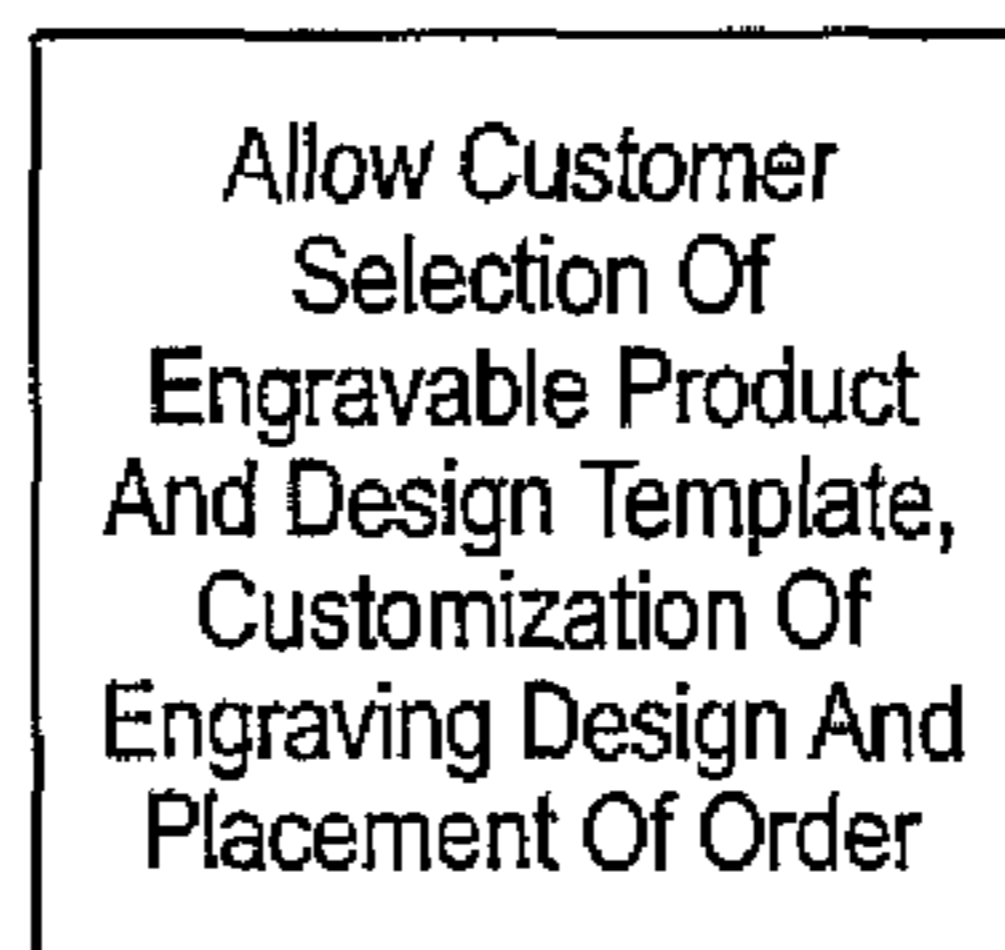 Allow Customer
Selection Of
Engravable Product
And Design Template,
Customization Of
Engraving Design And
Placement Of Order